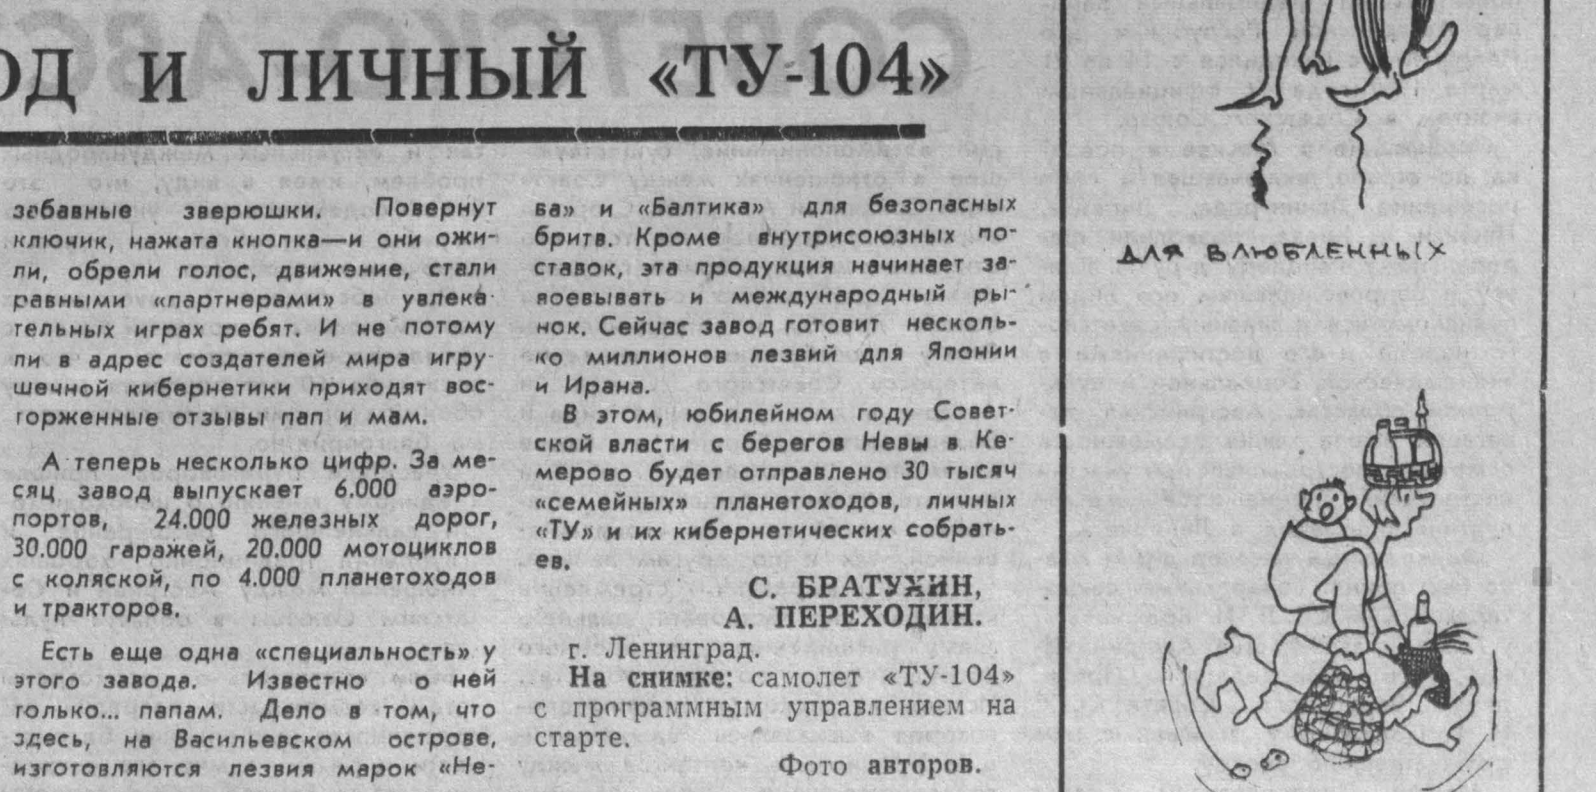 ОД И ЛИЧНЫЙ «ТУ-104»
забавные зверюшки. Повернут
ключик, нажата кнопка—и они ожи-
ли, обрели голос, движение, стали
равными «партнерами» в увлека-
тельных играх ребят. И не потому
ли в адрес создателей мира игру-
шечной кибернетики приходят вос-
торженные отзывы пап и мам.
А теперь несколько цифр. За ме-
сяц завод выпускает 6.000 аэро-
портов, 24.000 железных дорог,
30.000 гаражей, 20.000 мотоциклов
с коляской, по 4.000 планетоходов
и тракторов.
Есть еще одна «специальность» у
этого завода. Известно о ней
только... папам. Дело в том, что
здесь, на Васильевском острове,
изготовляются лезвия марок «Не-
ва» и «Балтика» для безопасных
бритв. Кроме внутрисоюзных по-
ставок, эта продукция начинает за-
воевывать и международный ры-
нок. Сейчас завод готовит несколь-
ко миллионов лезвий для Японии
и Ирана.
В этом, юбилейном году Совет-
ской власти с берегов Невы в Ке-
мерово будет отправлено 30 тысяч
«семейных» планетоходов, личных
«ТУ» и их кибернетических собрать-
ев.
С. БРАТУХИН,
А. ПЕРЕХОДИН.
г. Ленинград.
На снимке: самолет «ТУ-104»
с программным управлением на
старте.
Фото авторов.
ДЛЯ ВЛЮБЛЕННЫХ